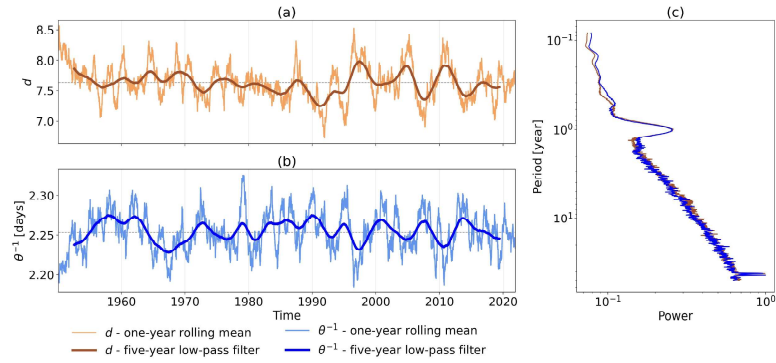 (a)
8.5
8.0
7.5
7.0
d
(b)
2.30
2.25
2.20
θ⁻¹ [days]
1960 1970 1980 1990 2000 2010 2020
Time
d - one-year rolling mean
d - five-year low-pass filter
θ⁻¹ - one-year rolling mean
θ⁻¹ - five-year low-pass filter
(c)
10⁻¹
10⁰
10¹
Period [year]
10⁻¹ 10⁰
Power